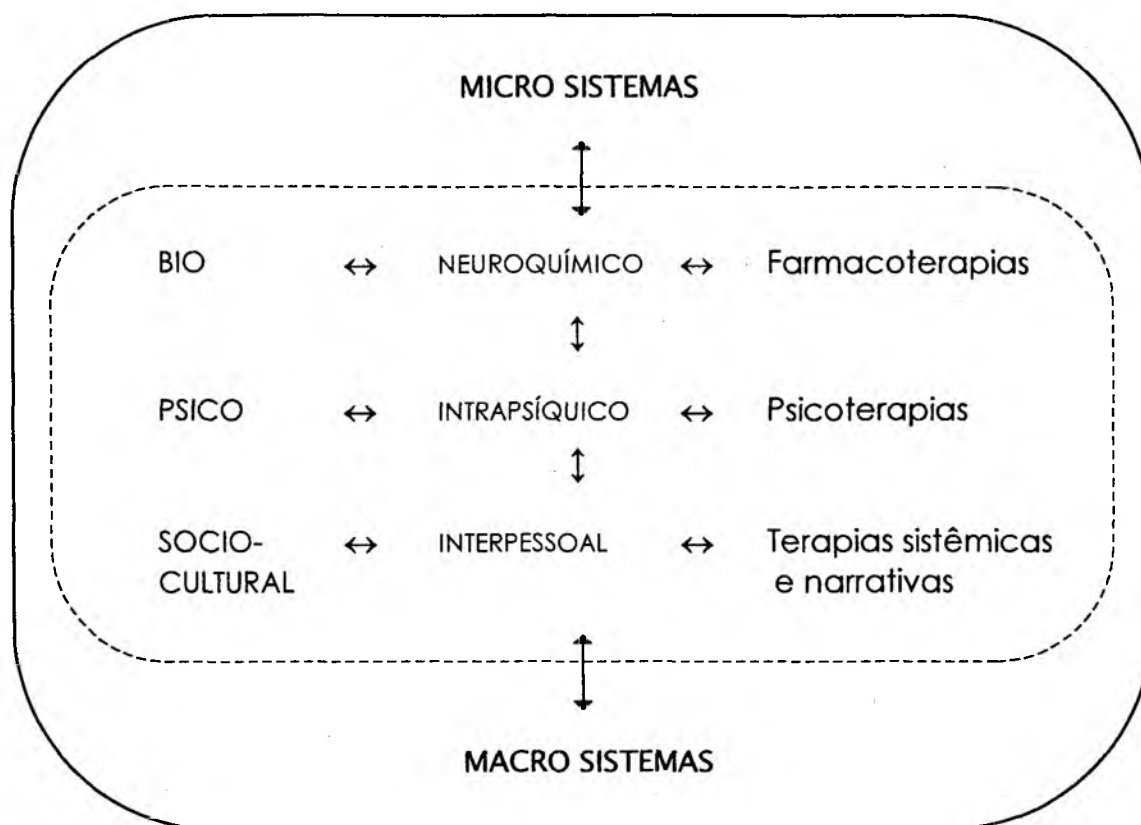 MICRO SISTEMAS
BIO ↔ NEUROQUÍMICO ↔ Farmacoterapias
PSICO ↔ INTRAPSÍQUICO ↔ Psicoterapias
SOCIO- ↔ INTERPESSOAL ↔ Terapias sistêmicas
CULTURAL e narrativas
MACRO SISTEMAS